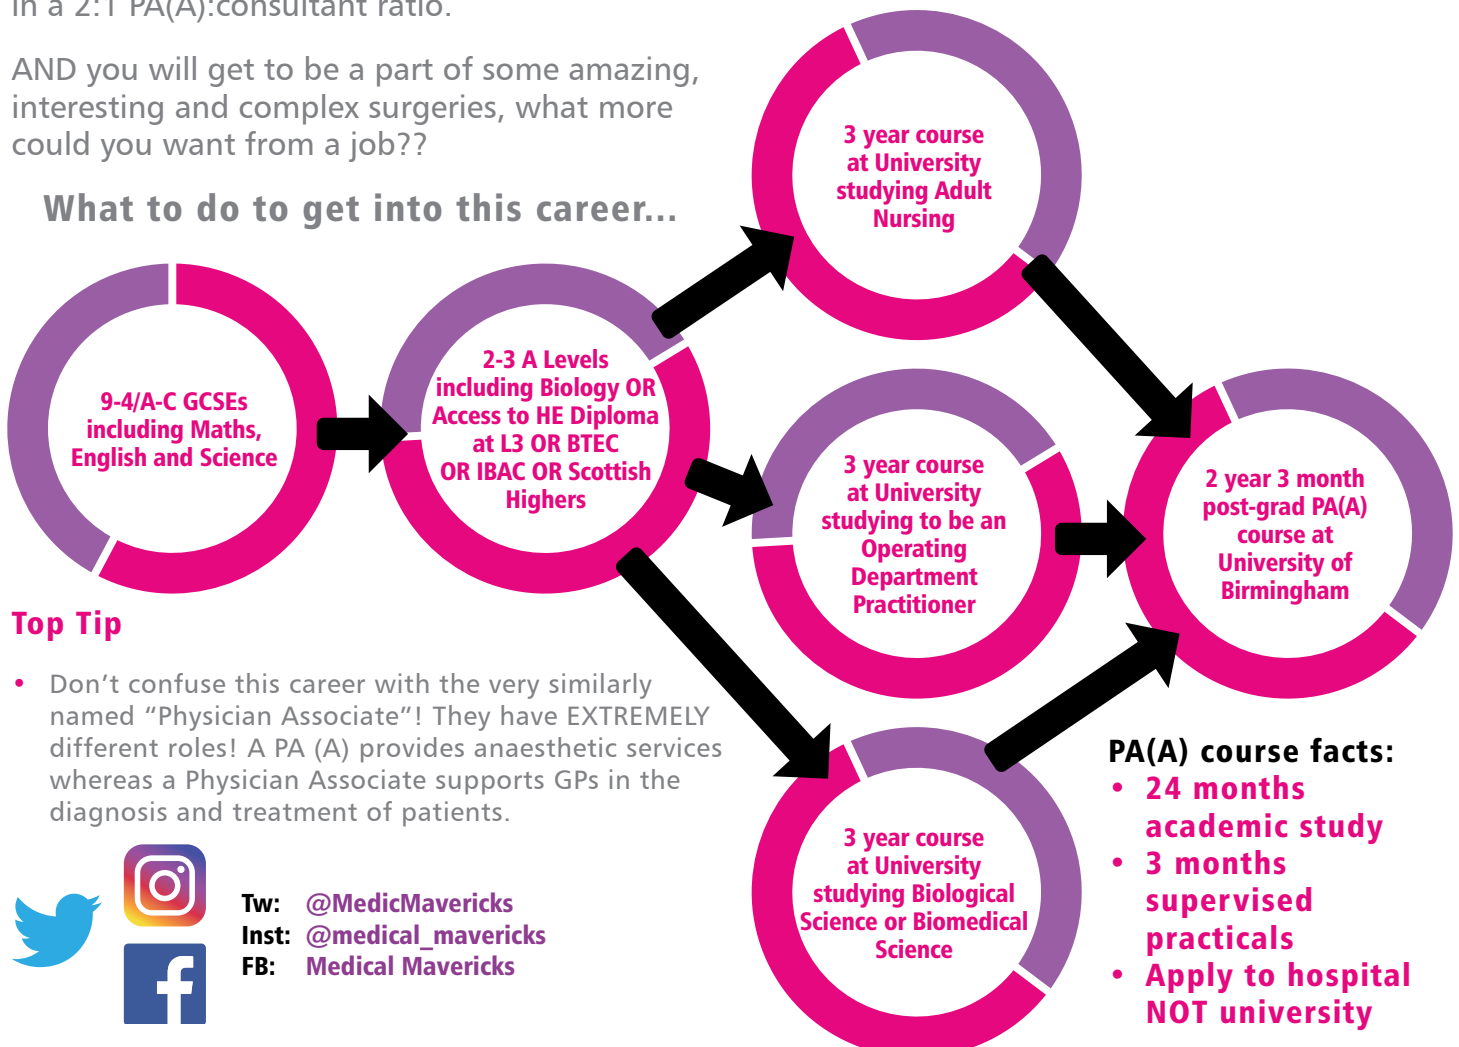 in a 2:1 PA(A):consultant ratio.
AND you will get to be a part of some amazing,
interesting and complex surgeries, what more
could you want from a job??
What to do to get into this career...
9-4/A-C GCSEs
including Maths,
English and Science
2-3 A Levels
including Biology OR
Access to HE Diploma
at L3 OR BTEC
OR IBAC OR Scottish
Highers
3 year course
at University
studying Adult
Nursing
3 year course
at University
studying to be an
Operating
Department
Practitioner
3 year course
at University
studying Biological
Science or Biomedical
Science
2 year 3 month
post-grad PA(A)
course at
University of
Birmingham
Top Tip
• Don’t confuse this career with the very similarly
named “Physician Associate”! They have EXTREMELY
different roles! A PA (A) provides anaesthetic services
whereas a Physician Associate supports GPs in the
diagnosis and treatment of patients.
Tw: @MedicMavericks
Inst: @medical_mavericks
FB: Medical Mavericks
PA(A) course facts:
• 24 months
academic study
• 3 months
supervised
practicals
• Apply to hospital
NOT university